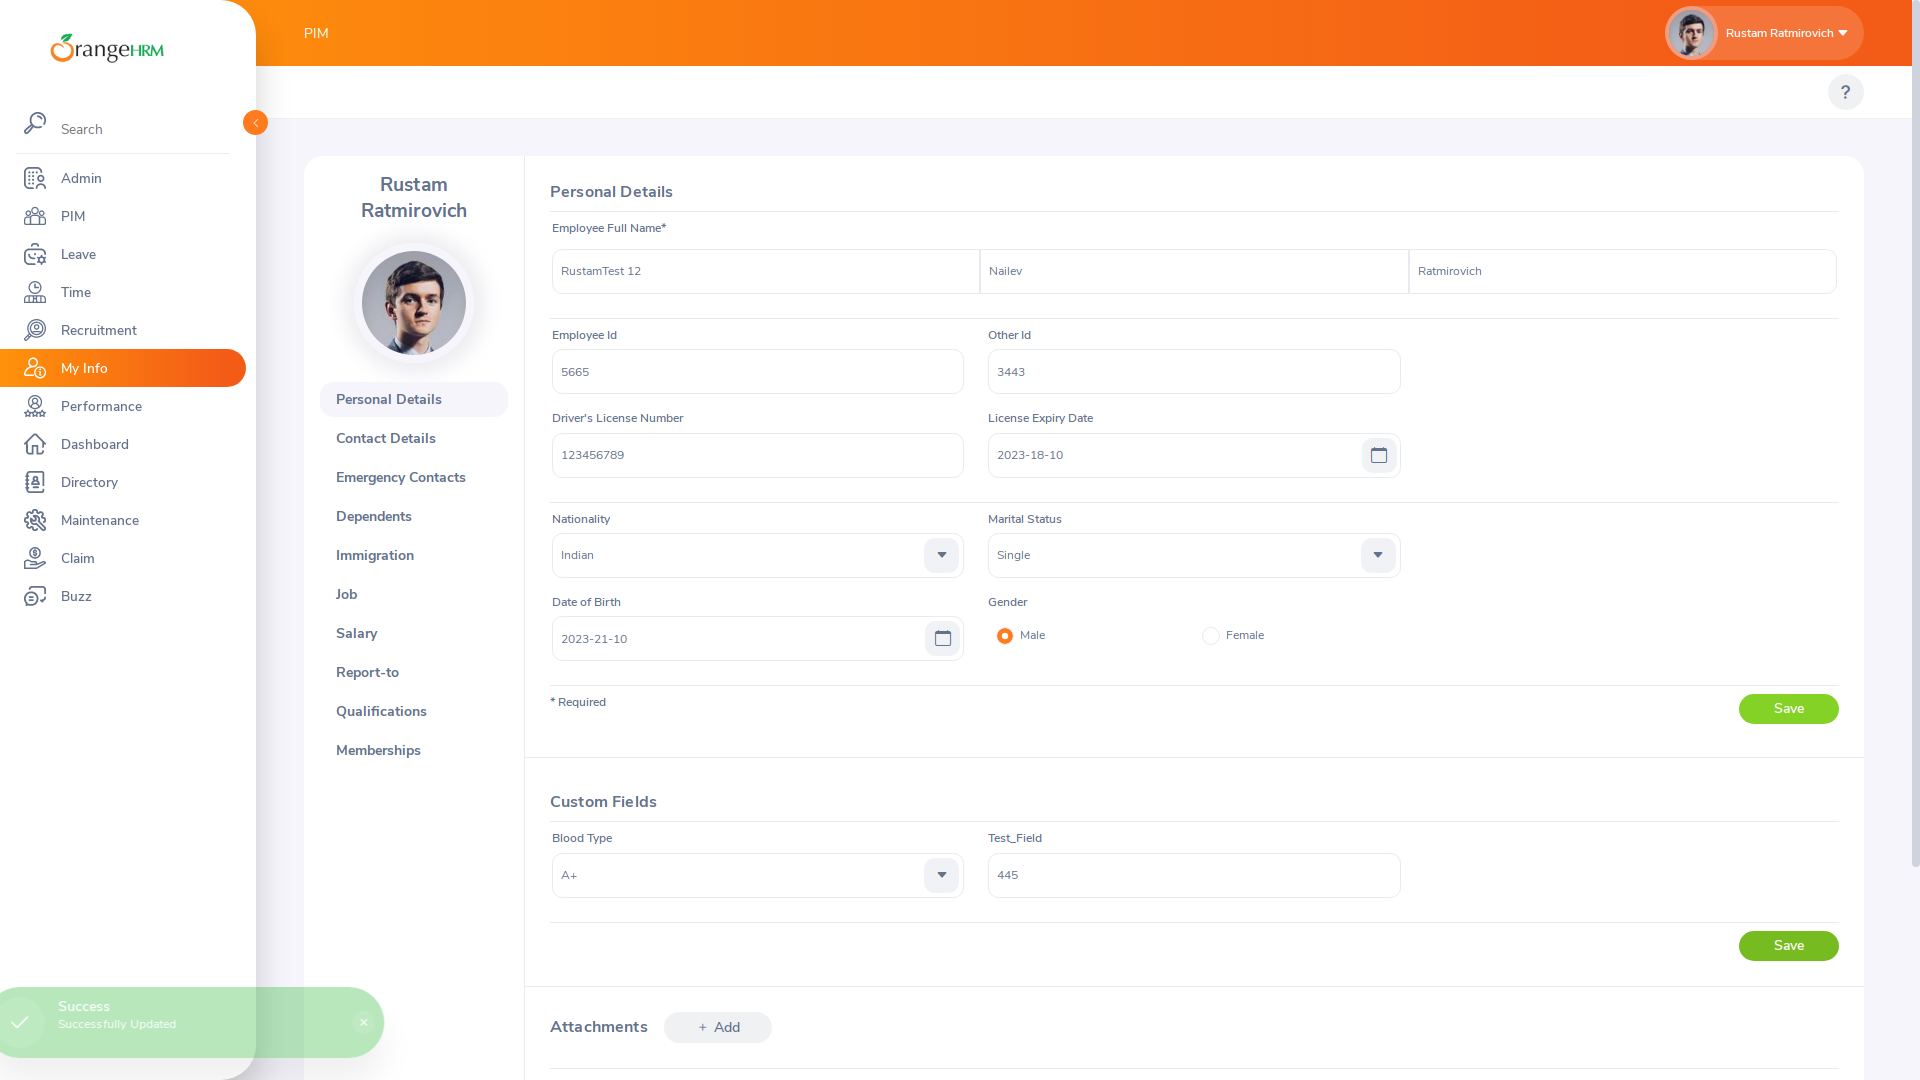 OrangeHRM
PIM
Rustam Ratmirovich
?
Search
Admin
PIM
Leave
Time
Recruitment
My Info
Performance
Dashboard
Directory
Maintenance
Claim
Buzz
Rustam
Ratmirovich
Personal Details
Contact Details
Emergency Contacts
Dependents
Immigration
Job
Salary
Report-to
Qualifications
Memberships
Personal Details
Employee Full Name*
RustamTest 12 Nailev Ratmirovich
Employee Id Other Id
5665 3443
Driver's License Number License Expiry Date
123456789 2023-18-10
Nationality Marital Status
Indian Single
Date of Birth Gender
2023-21-10 Male Female
* Required
Save
Custom Fields
Blood Type Test_Field
A+ 445
Save
Attachments + Add
Success
Successfully Updated
×